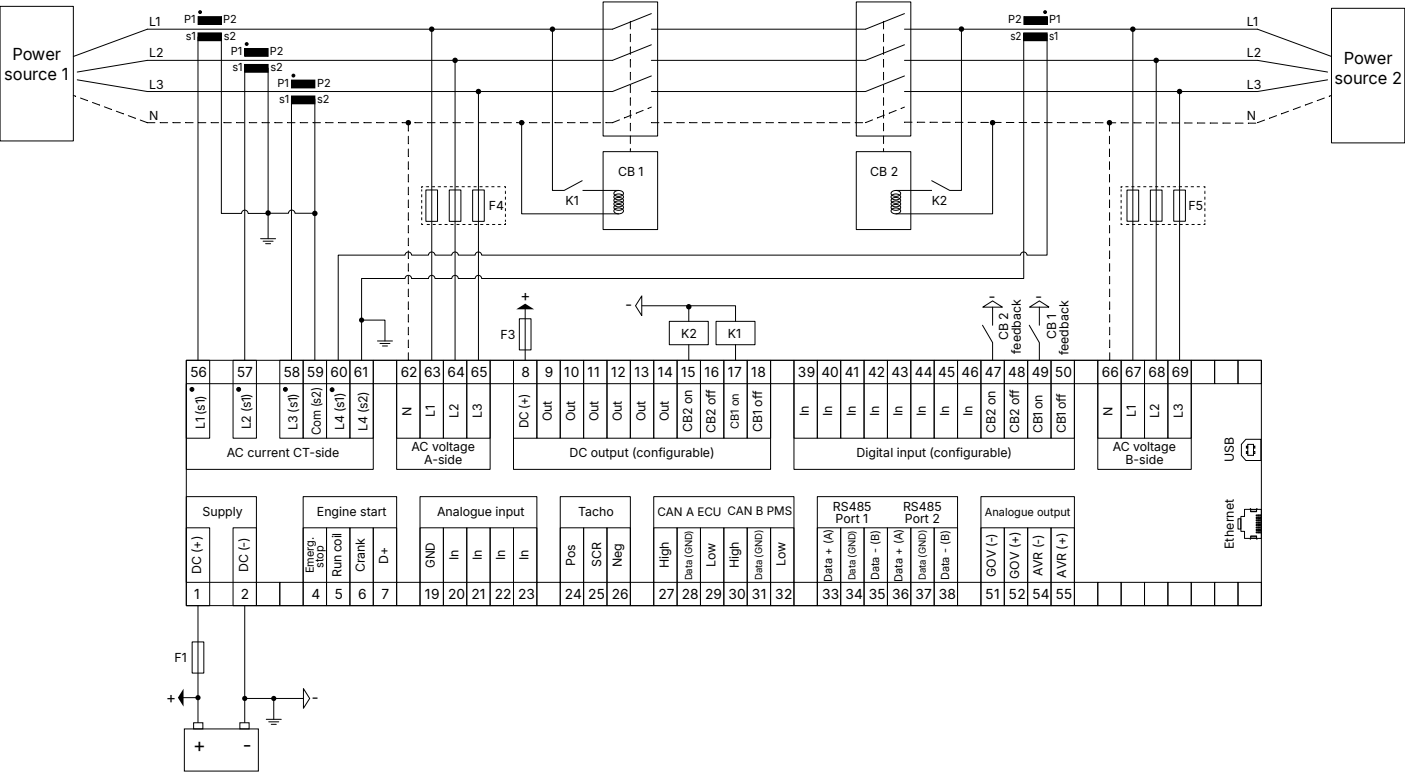 L1
P1
P2
s1
s2
L2
P1
P2
s1
s2
L3
P1
P2
s1
s2
N
Power
source 1
P2
P1
s2
s1
L1
L2
L3
N
Power
source 2
CB 1
K1
CB 2
K2
F4
F5
+
F3
-
K2
K1
-
CB 2
feedback
-
CB 1
feedback
56
57
58
59
60
61
62
63
64
65
8
9
10
11
12
13
14
15
16
17
18
39
40
41
42
43
44
45
46
47
48
49
50
66
67
68
69
L1 (s1)
L2 (s1)
L3 (s1)
Com (s2)
L4 (s1)
L4 (s2)
N
L1
L2
L3
DC (+)
Out
Out
Out
Out
Out
Out
CB2 on
CB2 off
CB1 on
CB1 off
In
In
In
In
In
In
In
In
CB2 on
CB2 off
CB1 on
CB1 off
N
L1
L2
L3
AC current CT-side
AC voltage
A-side
DC output (configurable)
Digital input (configurable)
AC voltage
B-side
USB
Ethernet
Supply
Engine start
Analogue input
Tacho
CAN A ECU
CAN B PMS
RS485
Port 1
RS485
Port 2
Analogue output
DC (+)
DC (-)
Emerg.
stop
Run coil
Crank
D+
GND
In
In
In
In
Pos
SCR
Neg
High
Data (GND)
Low
High
Data (GND)
Low
Data + (A)
Data (GND)
Data - (B)
Data + (A)
Data (GND)
Data - (B)
GOV (-)
GOV (+)
AVR (-)
AVR (+)
1
2
4
5
6
7
19
20
21
22
23
24
25
26
27
28
29
30
31
32
33
34
35
36
37
38
51
52
54
55
F1
+
-
+
-